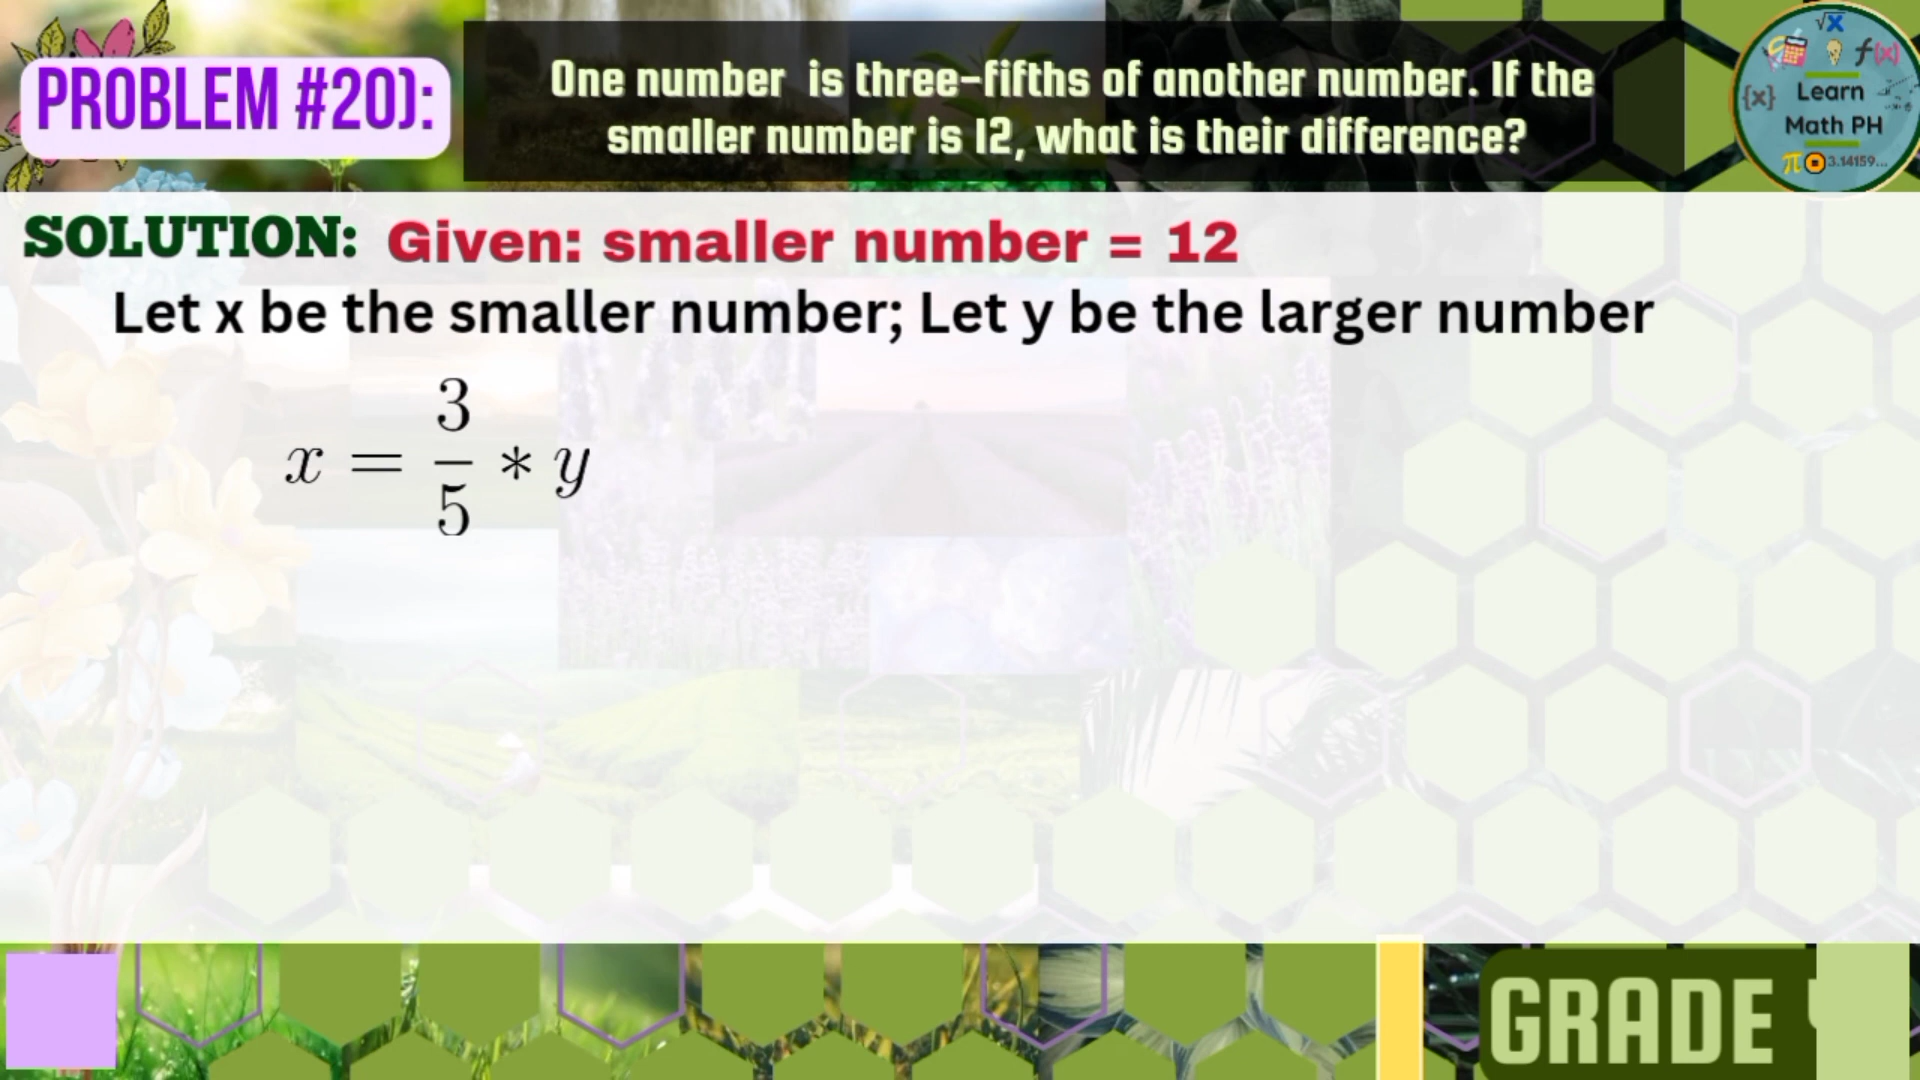 PROBLEM #20):
One number is three-fifths of another number. If the
smaller number is 12, what is their difference?
√x
f(x)
{x}
Learn
Math PH
π 3.14159...
SOLUTION: Given: smaller number = 12
Let x be the smaller number; Let y be the larger number
x = 3/5 * y
GRADE